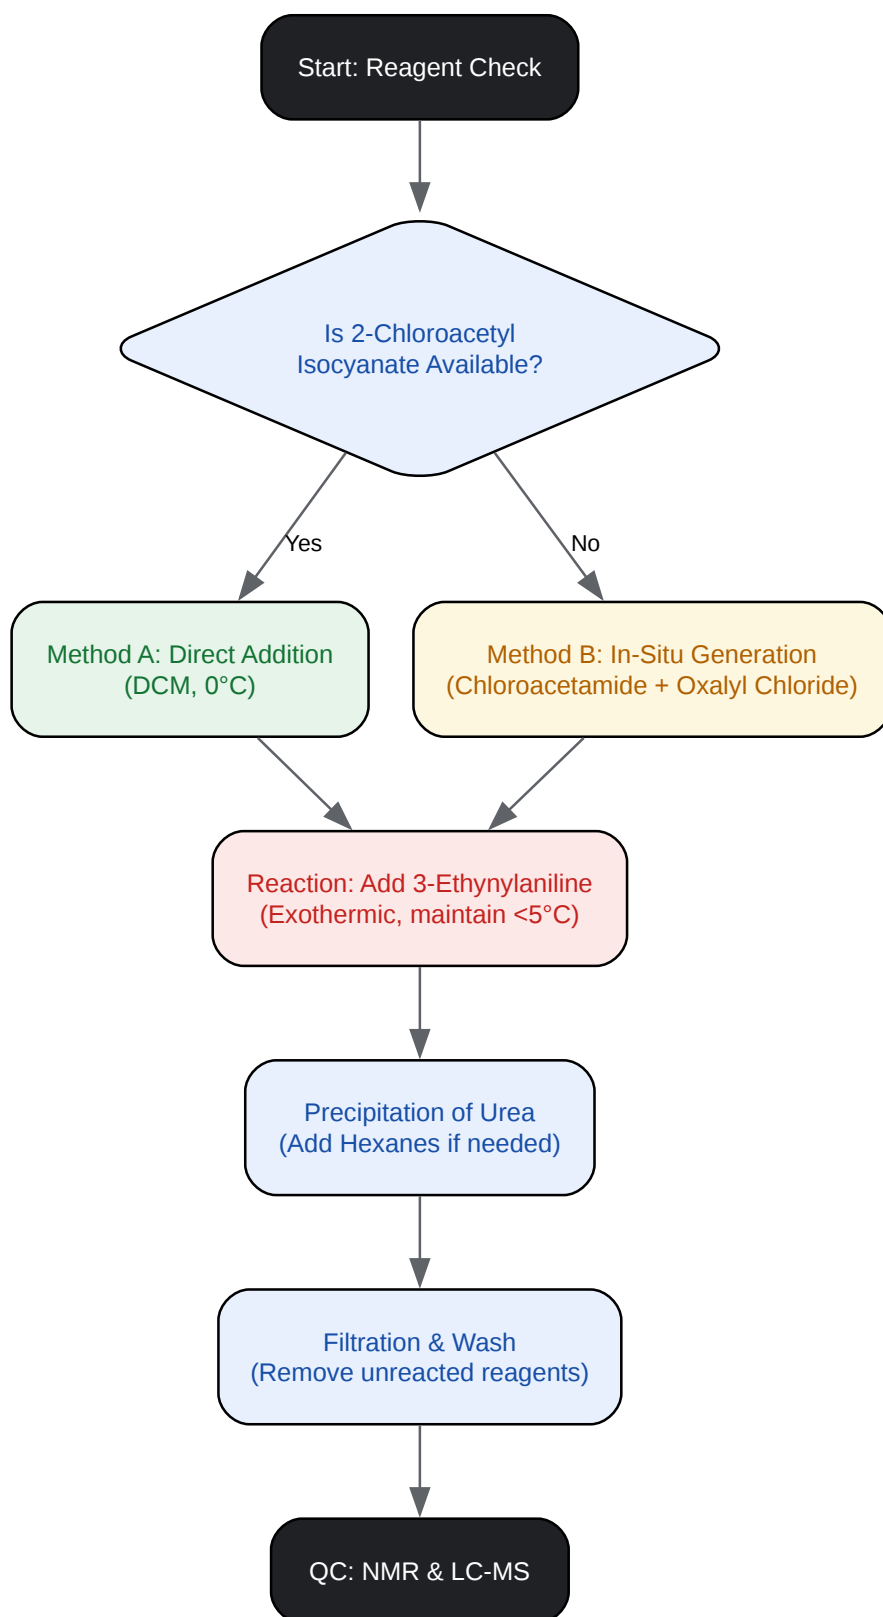 Start: Reagent Check
Is 2-Chloroacetyl
Isocyanate Available?
Yes
No
Method A: Direct Addition
(DCM, 0°C)
Method B: In-Situ Generation
(Chloroacetamide + Oxalyl Chloride)
Reaction: Add 3-Ethynylaniline
(Exothermic, maintain <5°C)
Precipitation of Urea
(Add Hexanes if needed)
Filtration & Wash
(Remove unreacted reagents)
QC: NMR & LC-MS